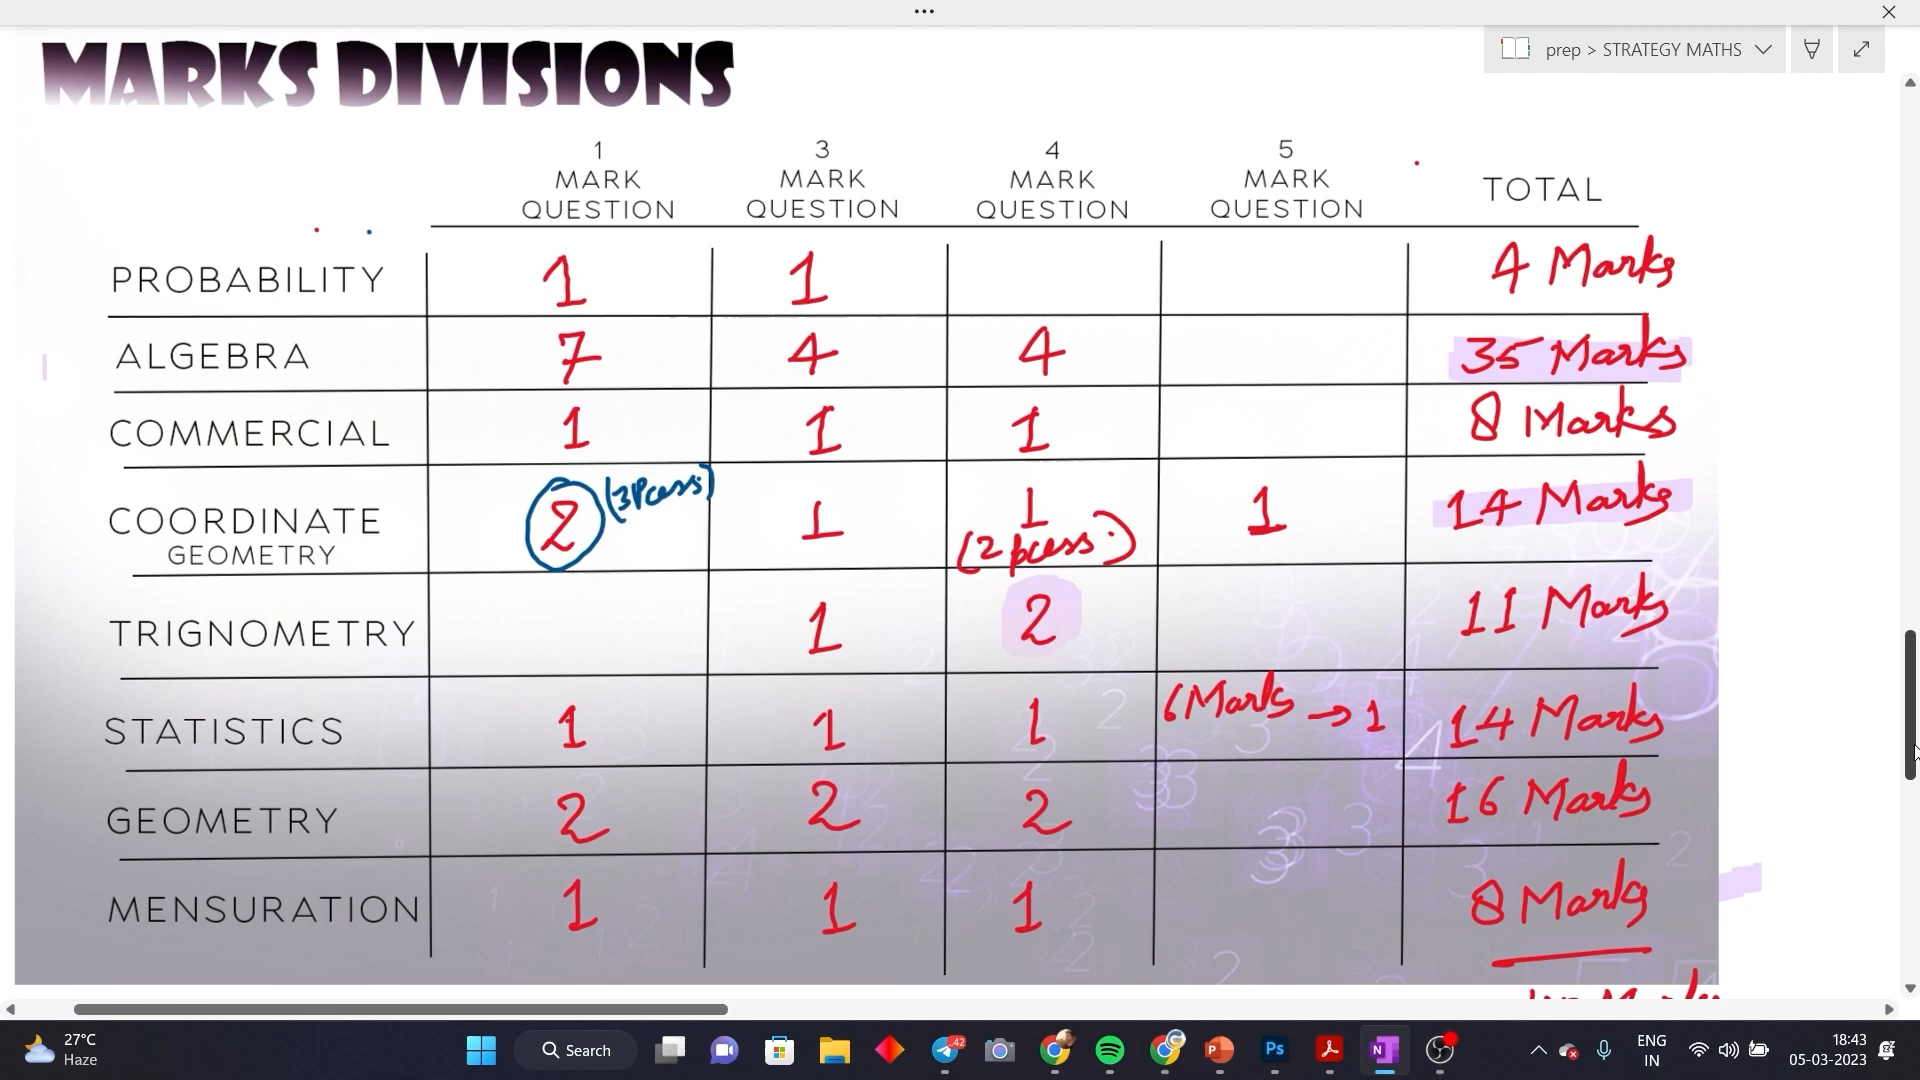 ...
prep > STRATEGY MATHS
MARKS DIVISIONS
1 MARK QUESTION
3 MARK QUESTION
4 MARK QUESTION
5 MARK QUESTION
TOTAL
PROBABILITY 1 1 4 Marks
ALGEBRA 7 4 4 35 Marks
COMMERCIAL 1 1 1 8 Marks
COORDINATE GEOMETRY 2 (3Pcess.) 1 1 (2 pcess.) 1 14 Marks
TRIGNOMETRY 1 2 11 Marks
STATISTICS 1 1 1 6 Marks → 1 14 Marks
GEOMETRY 2 2 2 16 Marks
MENSURATION 1 1 1 8 Marks
27°C
Haze
Search
42
ENG
IN
18:43
05-03-2023